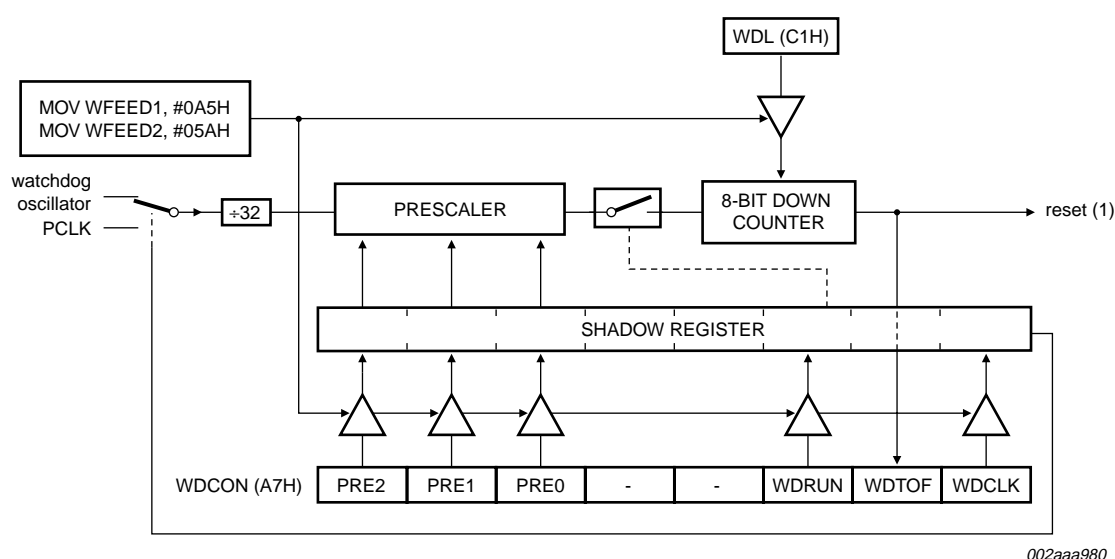 WDL (C1H)
MOV WFEED1, #0A5H
MOV WFEED2, #05AH
watchdog
oscillator
PCLK
÷32
PRESCALER
8-BIT DOWN
COUNTER
reset (1)
SHADOW REGISTER
WDCON (A7H) PRE2 PRE1 PRE0 - - WDRUN WDTOF WDCLK
002aaa980